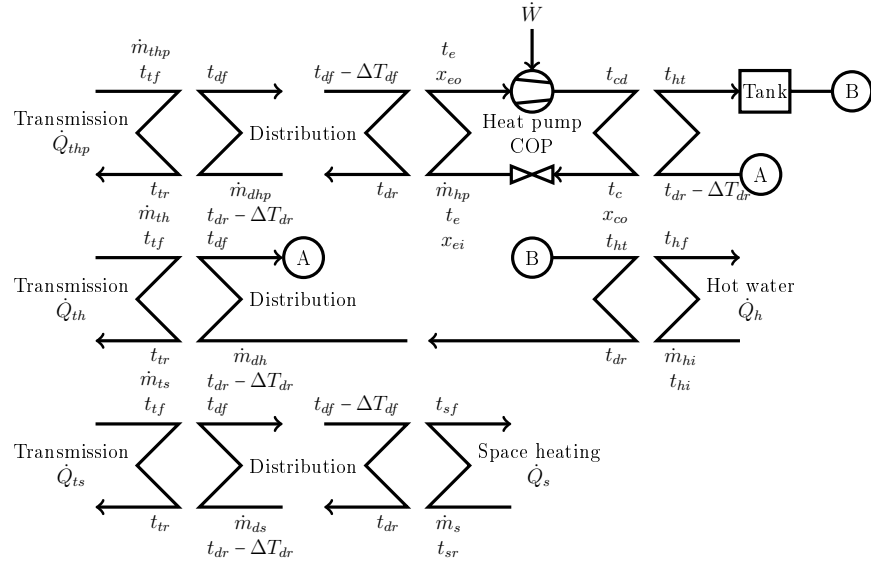 Ẇ
ṁ_thp
t_tf t_df t_df − ΔT_df t_e t_cd t_ht
x_eo
Tank B
Transmission Distribution Heat pump
Q̇_thp COP
A
t_tr ṁ_dhp t_dr ṁ_hp t_c t_dr − ΔT_dr
ṁ_th t_dr − ΔT_dr t_e x_co
t_tf t_df x_ei t_ht t_hf
A B
Transmission Distribution Hot water
Q̇_th Q̇_h
t_tr ṁ_dh t_dr ṁ_hi
ṁ_ts t_dr − ΔT_dr t_hi
t_tf t_df t_df − ΔT_df t_sf
Transmission Distribution Space heating
Q̇_ts Q̇_s
t_tr ṁ_ds t_dr ṁ_s
t_dr − ΔT_dr t_sr